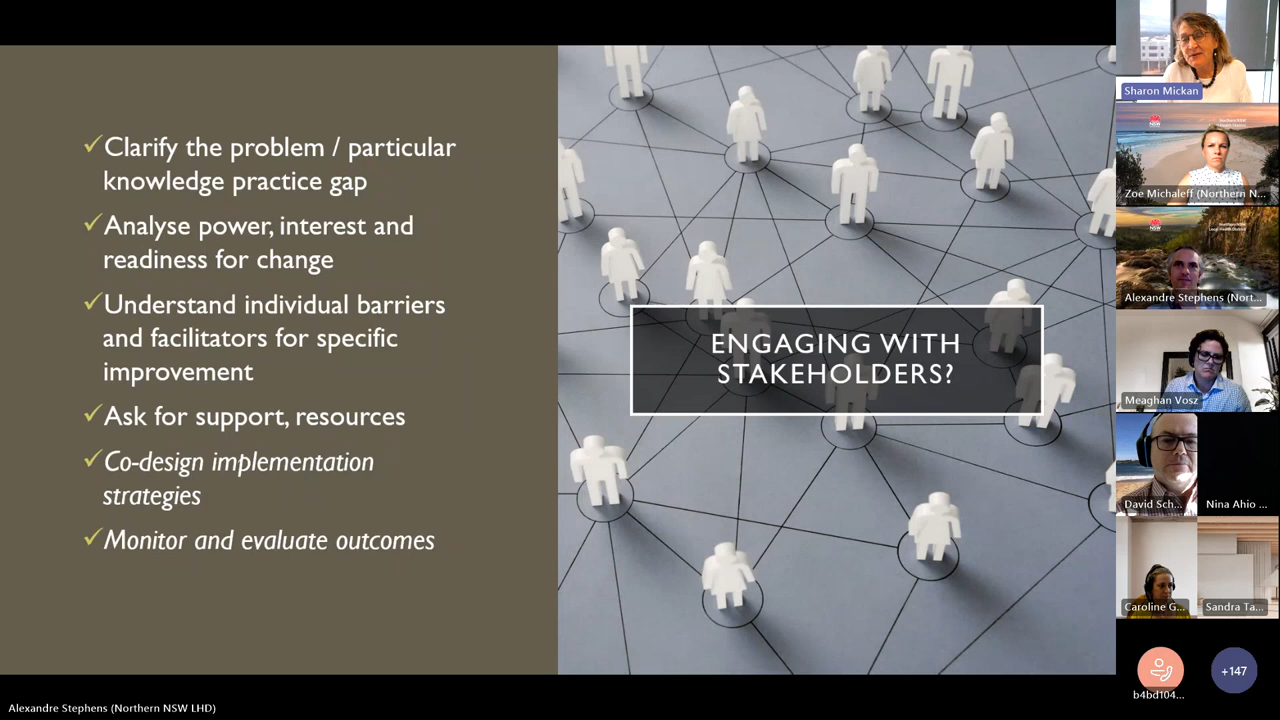 ✓Clarify the problem / particular
knowledge practice gap
✓Analyse power, interest and
readiness for change
✓Understand individual barriers
and facilitators for specific
improvement
✓Ask for support, resources
✓Co-design implementation
strategies
✓Monitor and evaluate outcomes
ENGAGING WITH
STAKEHOLDERS?
Sharon Mickan
NSW
Zoe Michaleff (Northern N...
NSW
Alexandre Stephens (Nort...
Meaghan Vosz
David Sch...
Nina Ahio ...
Caroline G...
Sandra Ta...
b4bd104...
+147
Alexandre Stephens (Northern NSW LHD)